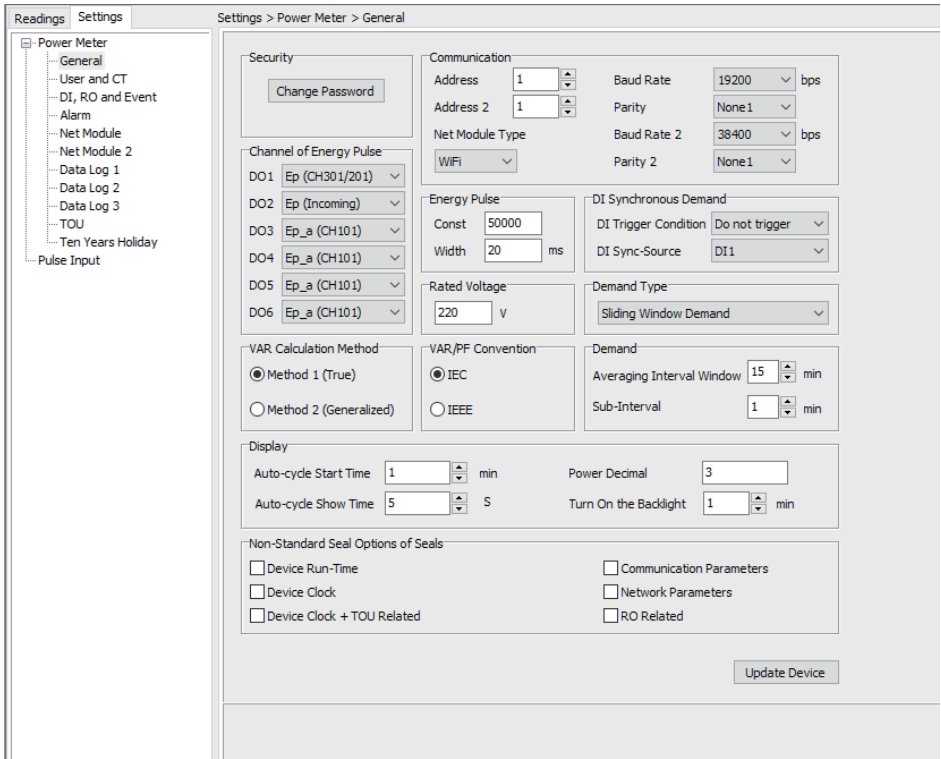 Readings Settings
Settings > Power Meter > General
Power Meter
General
User and CT
DI, RO and Event
Alarm
Net Module
Net Module 2
Data Log 1
Data Log 2
Data Log 3
TOU
Ten Years Holiday
Pulse Input
Security
Change Password
Communication
Address 1 Baud Rate 19200 bps
Address 2 1 Parity None1
Net Module Type Baud Rate 2 38400 bps
WiFi Parity 2 None1
Channel of Energy Pulse
DO1 Ep (CH301/201)
DO2 Ep (Incoming)
DO3 Ep_a (CH101)
DO4 Ep_a (CH101)
DO5 Ep_a (CH101)
DO6 Ep_a (CH101)
Energy Pulse
Const 50000
Width 20 ms
DI Synchronous Demand
DI Trigger Condition Do not trigger
DI Sync-Source DI1
Rated Voltage
220 V
Demand Type
Sliding Window Demand
VAR Calculation Method
Method 1 (True)
Method 2 (Generalized)
VAR/PF Convention
IEC
IEEE
Demand
Averaging Interval Window 15 min
Sub-Interval 1 min
Display
Auto-cycle Start Time 1 min Power Decimal 3
Auto-cycle Show Time 5 S Turn On the Backlight 1 min
Non-Standard Seal Options of Seals
Device Run-Time Communication Parameters
Device Clock Network Parameters
Device Clock + TOU Related RO Related
Update Device